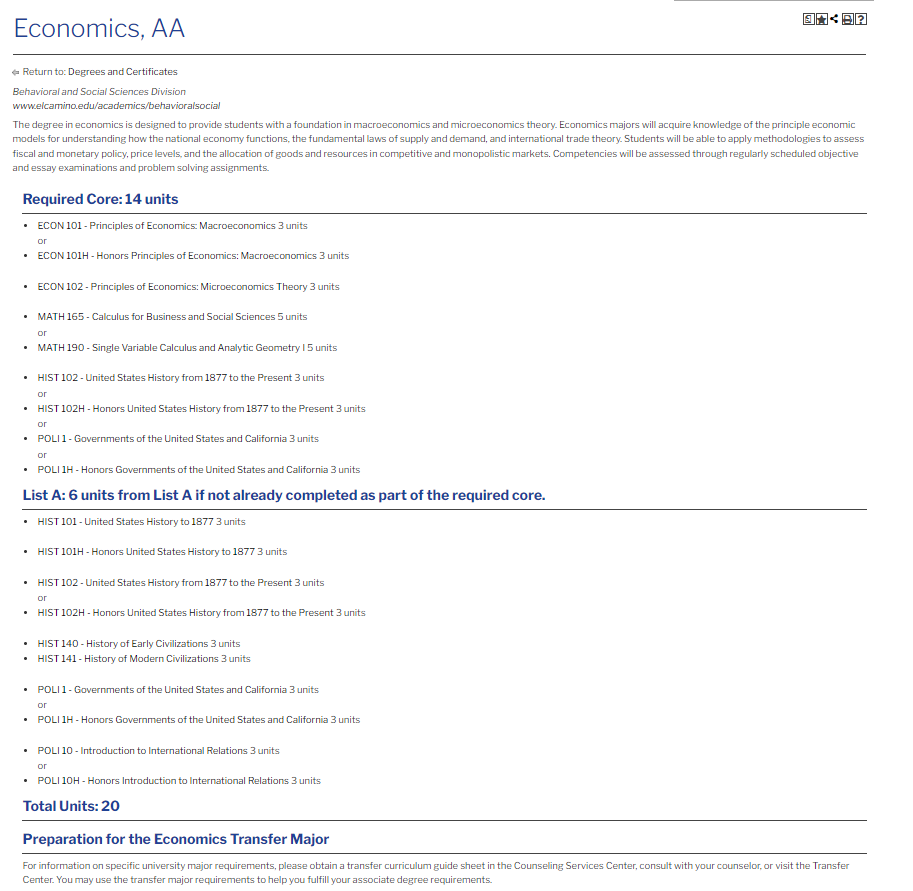 Economics, AA
Return to: Degrees and Certificates
Behavioral and Social Sciences Division
www.elcamino.edu/academics/behavioralsocial
The degree in economics is designed to provide students with a foundation in macroeconomics and microeconomics theory. Economics majors will acquire knowledge of the principle economic
models for understanding how the national economy functions, the fundamental laws of supply and demand, and international trade theory. Students will be able to apply methodologies to assess
fiscal and monetary policy, price levels, and the allocation of goods and resources in competitive and monopolistic markets. Competencies will be assessed through regularly scheduled objective
and essay examinations and problem solving assignments.
Required Core: 14 units
• ECON 101 - Principles of Economics: Macroeconomics 3 units
or
• ECON 101H - Honors Principles of Economics: Macroeconomics 3 units
• ECON 102 - Principles of Economics: Microeconomics Theory 3 units
• MATH 165 - Calculus for Business and Social Sciences 5 units
or
• MATH 190 - Single Variable Calculus and Analytic Geometry I 5 units
• HIST 102 - United States History from 1877 to the Present 3 units
or
• HIST 102H - Honors United States History from 1877 to the Present 3 units
or
• POLI 1 - Governments of the United States and California 3 units
or
• POLI 1H - Honors Governments of the United States and California 3 units
List A: 6 units from List A if not already completed as part of the required core.
• HIST 101 - United States History to 1877 3 units
• HIST 101H - Honors United States History to 1877 3 units
• HIST 102 - United States History from 1877 to the Present 3 units
or
• HIST 102H - Honors United States History from 1877 to the Present 3 units
• HIST 140 - History of Early Civilizations 3 units
• HIST 141 - History of Modern Civilizations 3 units
• POLI 1 - Governments of the United States and California 3 units
or
• POLI 1H - Honors Governments of the United States and California 3 units
• POLI 10 - Introduction to International Relations 3 units
or
• POLI 10H - Honors Introduction to International Relations 3 units
Total Units: 20
Preparation for the Economics Transfer Major
For information on specific university major requirements, please obtain a transfer curriculum guide sheet in the Counseling Services Center, consult with your counselor, or visit the Transfer
Center. You may use the transfer major requirements to help you fulfill your associate degree requirements.